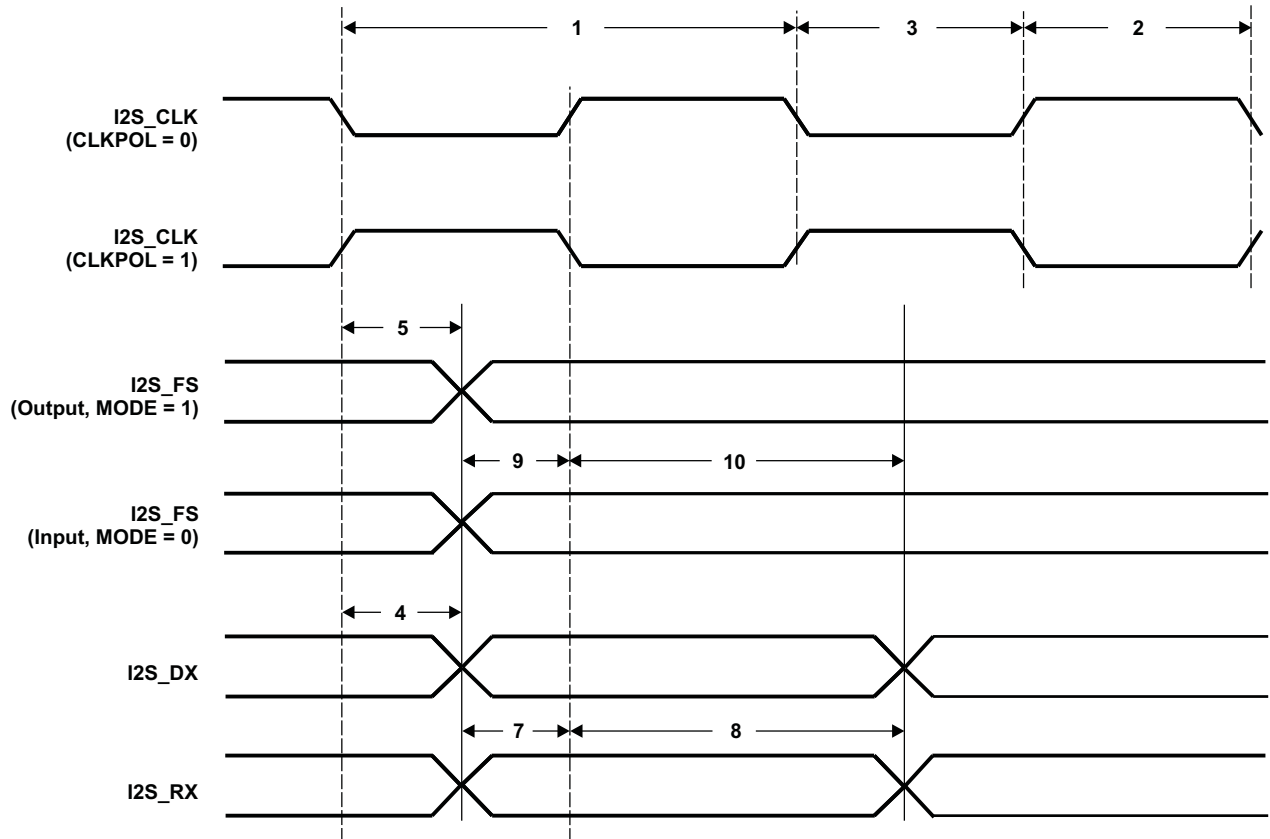 1
3
2
I2S_CLK
(CLKPOL = 0)
I2S_CLK
(CLKPOL = 1)
5
I2S_FS
(Output, MODE = 1)
9
10
I2S_FS
(Input, MODE = 0)
4
I2S_DX
7
8
I2S_RX